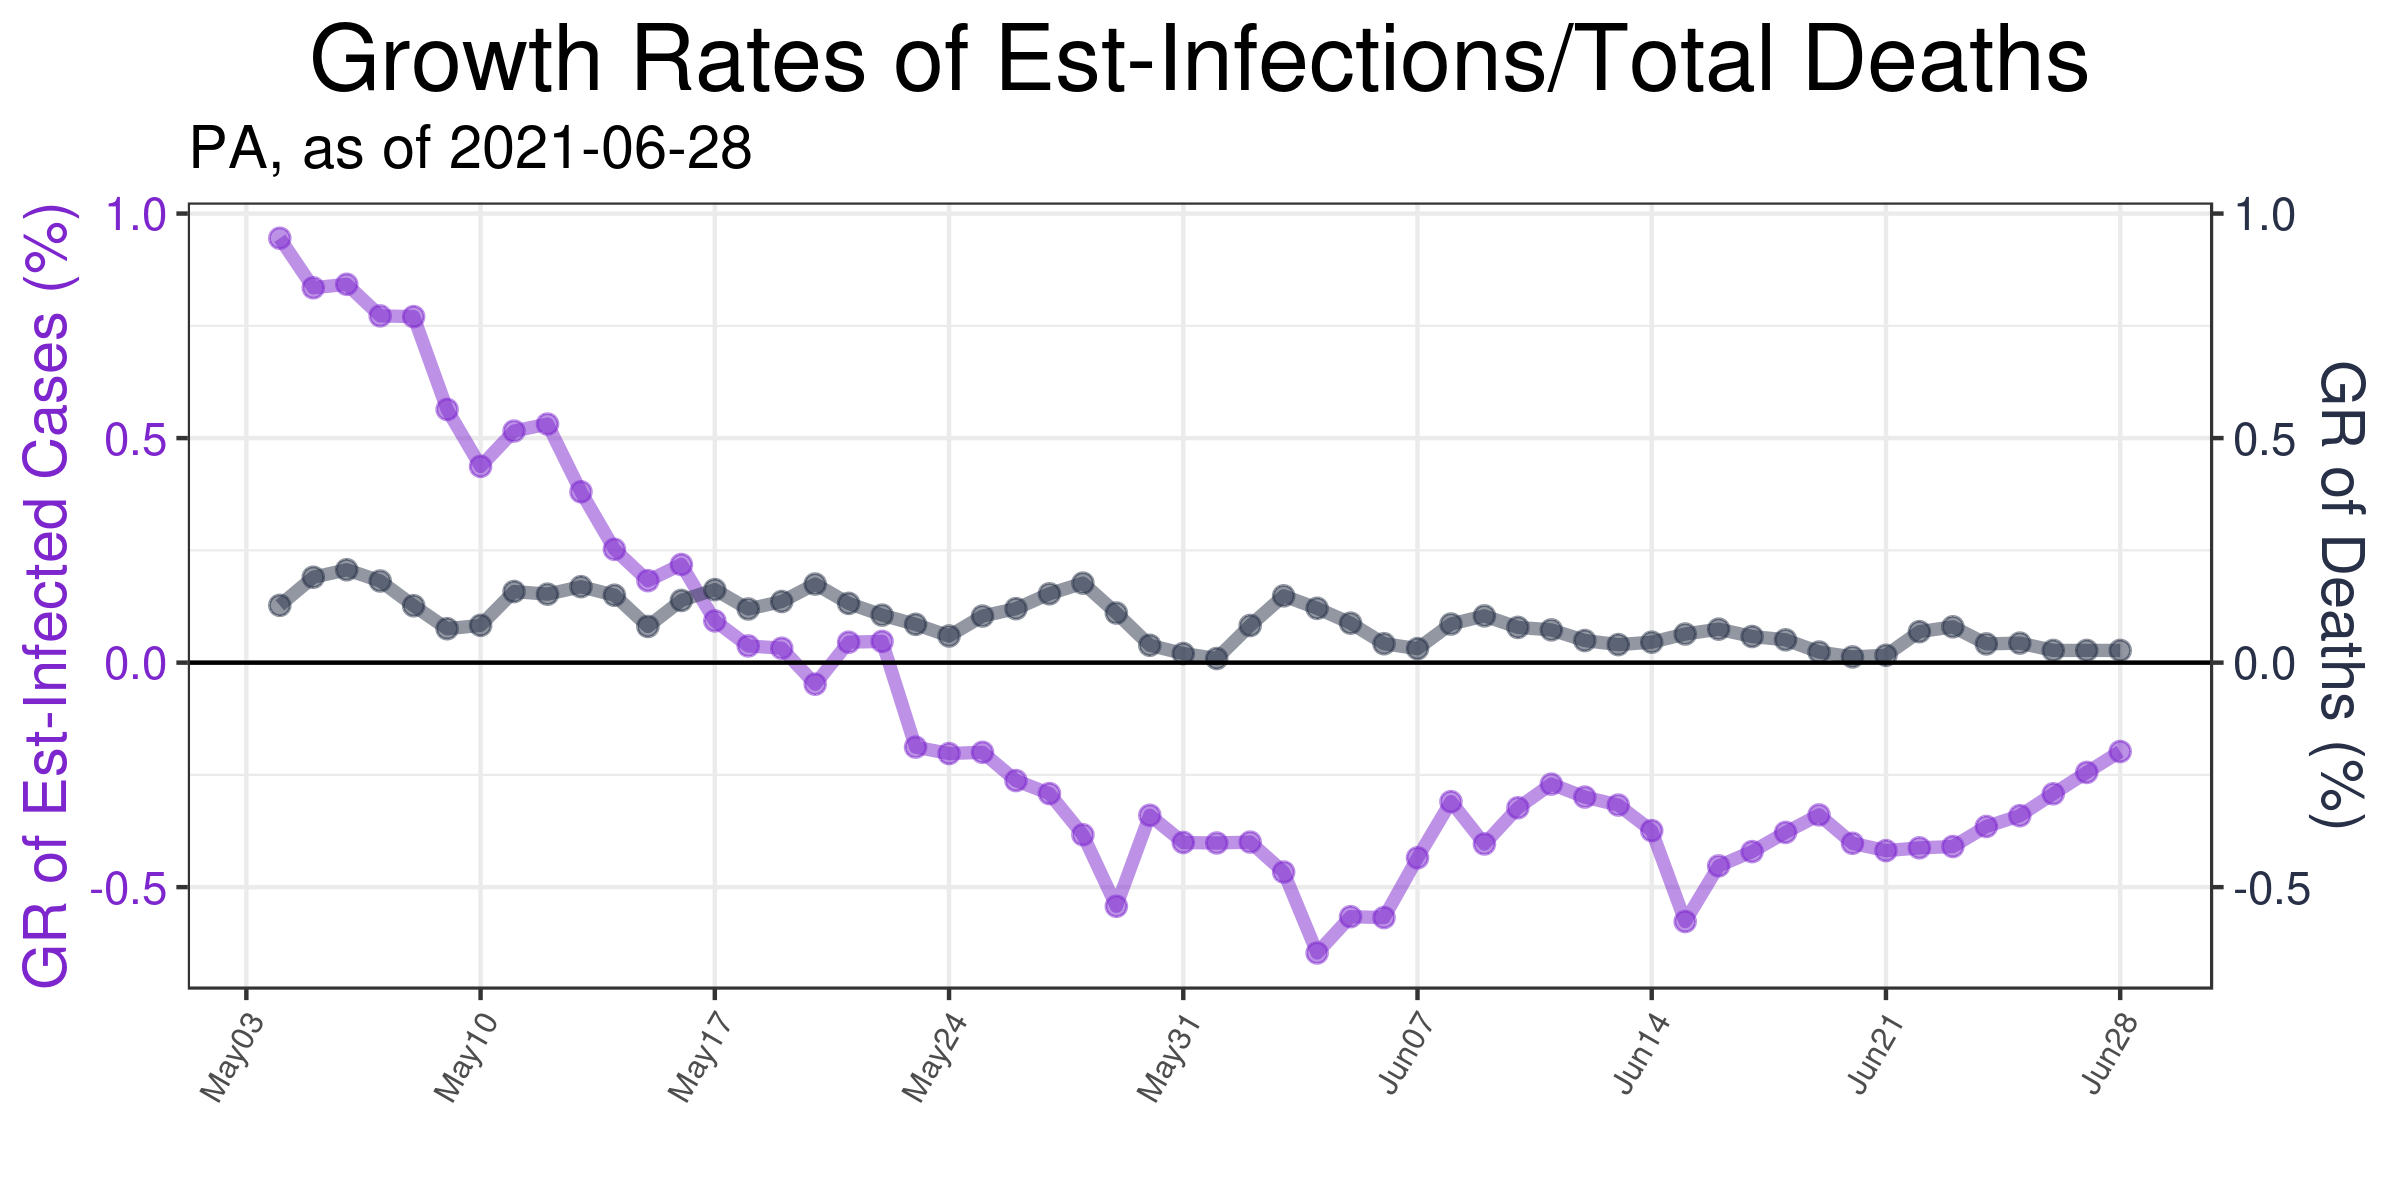 Growth Rates of Est-Infections/Total Deaths
PA, as of 2021-06-28
GR of Est-Infected Cases (%)
1.0
0.5
0.0
-0.5
1.0
0.5
0.0
-0.5
GR of Deaths (%)
May03
May10
May17
May24
May31
Jun07
Jun14
Jun21
Jun28